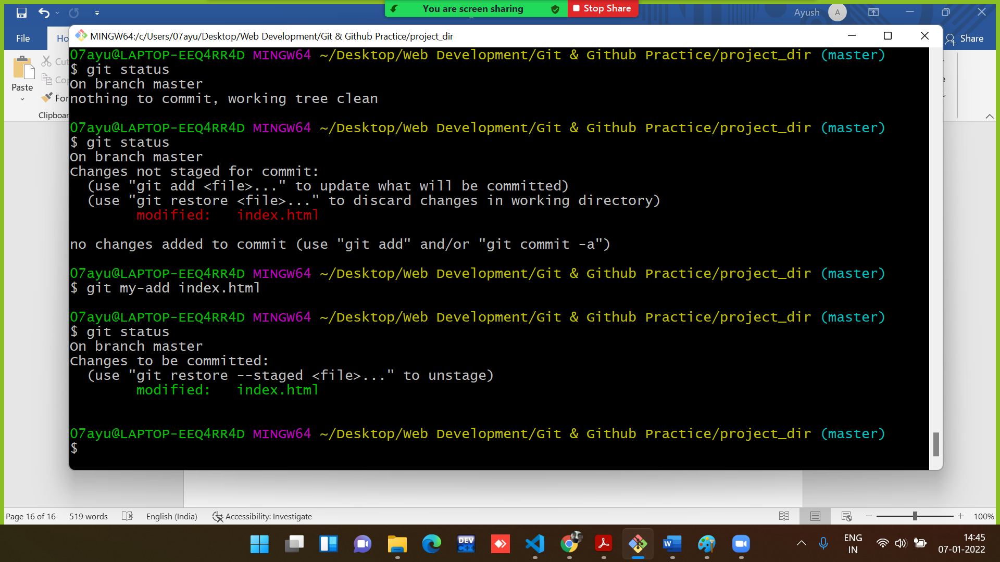 You are screen sharing
Stop Share
Ayush
A
File
Ho
Share
MINGW64:/c/Users/07ayu/Desktop/Web Development/Git & Github Practice/project_dir
Paste
Cut
Cop
For
Clipboar
07ayu@LAPTOP-EEQ4RR4D MINGW64 ~/Desktop/Web Development/Git & Github Practice/project_dir (master)
$ git status
On branch master
nothing to commit, working tree clean
07ayu@LAPTOP-EEQ4RR4D MINGW64 ~/Desktop/Web Development/Git & Github Practice/project_dir (master)
$ git status
On branch master
Changes not staged for commit:
(use "git add <file>..." to update what will be committed)
(use "git restore <file>..." to discard changes in working directory)
modified: index.html
no changes added to commit (use "git add" and/or "git commit -a")
07ayu@LAPTOP-EEQ4RR4D MINGW64 ~/Desktop/Web Development/Git & Github Practice/project_dir (master)
$ git my-add index.html
07ayu@LAPTOP-EEQ4RR4D MINGW64 ~/Desktop/Web Development/Git & Github Practice/project_dir (master)
$ git status
On branch master
Changes to be committed:
(use "git restore --staged <file>..." to unstage)
modified: index.html
07ayu@LAPTOP-EEQ4RR4D MINGW64 ~/Desktop/Web Development/Git & Github Practice/project_dir (master)
$
Page 16 of 16 519 words English (India) Accessibility: Investigate 100%
DEV
C++
W
ENG
IN
14:45
07-01-2022